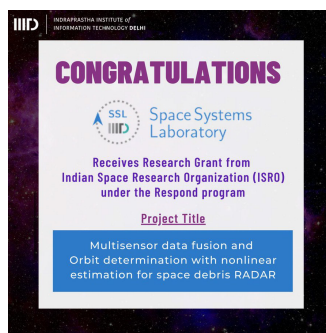 IIITD
INDRAPRASTHA INSTITUTE of
INFORMATION TECHNOLOGY DELHI
CONGRATULATIONS
SSL
IIITD
Space Systems
Laboratory
Receives Research Grant from
Indian Space Research Organization (ISRO)
under the Respond program
Project Title
Multisensor data fusion and
Orbit determination with nonlinear
estimation for space debris RADAR